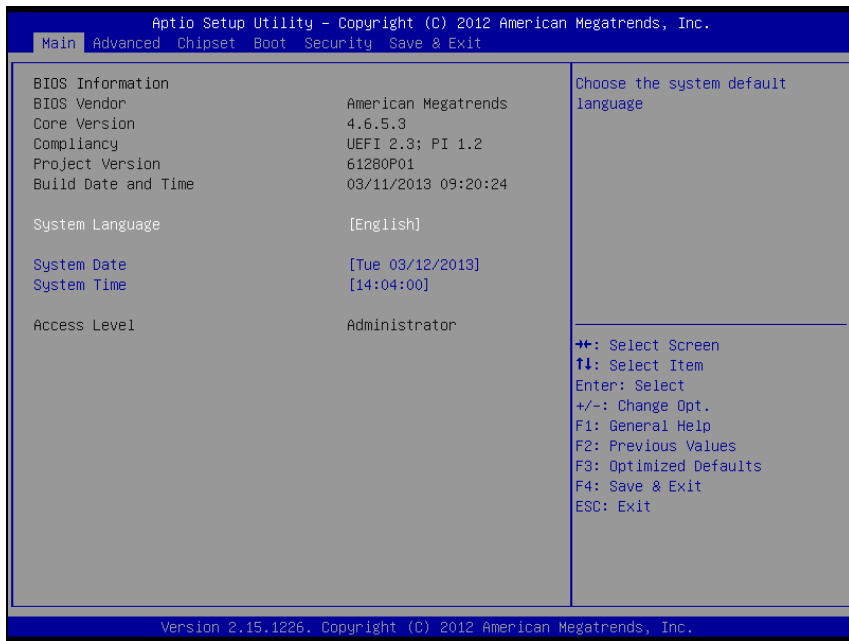 Aptio Setup Utility – Copyright (C) 2012 American Megatrends, Inc.
Main Advanced Chipset Boot Security Save & Exit
BIOS Information
BIOS Vendor American Megatrends
Core Version 4.6.5.3
Compliancy UEFI 2.3; PI 1.2
Project Version 61280P01
Build Date and Time 03/11/2013 09:20:24
System Language [English]
System Date [Tue 03/12/2013]
System Time [14:04:00]
Access Level Administrator
Choose the system default
language
→←: Select Screen
↑↓: Select Item
Enter: Select
+/-: Change Opt.
F1: General Help
F2: Previous Values
F3: Optimized Defaults
F4: Save & Exit
ESC: Exit
Version 2.15.1226. Copyright (C) 2012 American Megatrends, Inc.